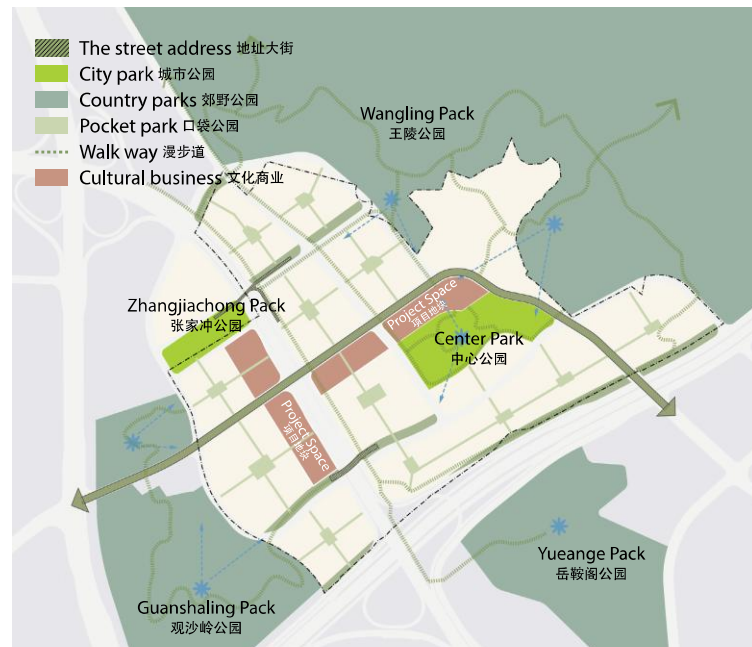 The street address 地址大街
City park 城市公园
Country parks 郊野公园
Pocket park 口袋公园
Walk way 漫步道
Cultural business 文化商业
Wangling Pack
王陵公园
Zhangjiachong Pack
张家冲公园
Project Space
项目地块
Center Park
中心公园
Project Space
项目地块
Yueange Pack
岳鞍阁公园
Guanshaling Pack
观沙岭公园